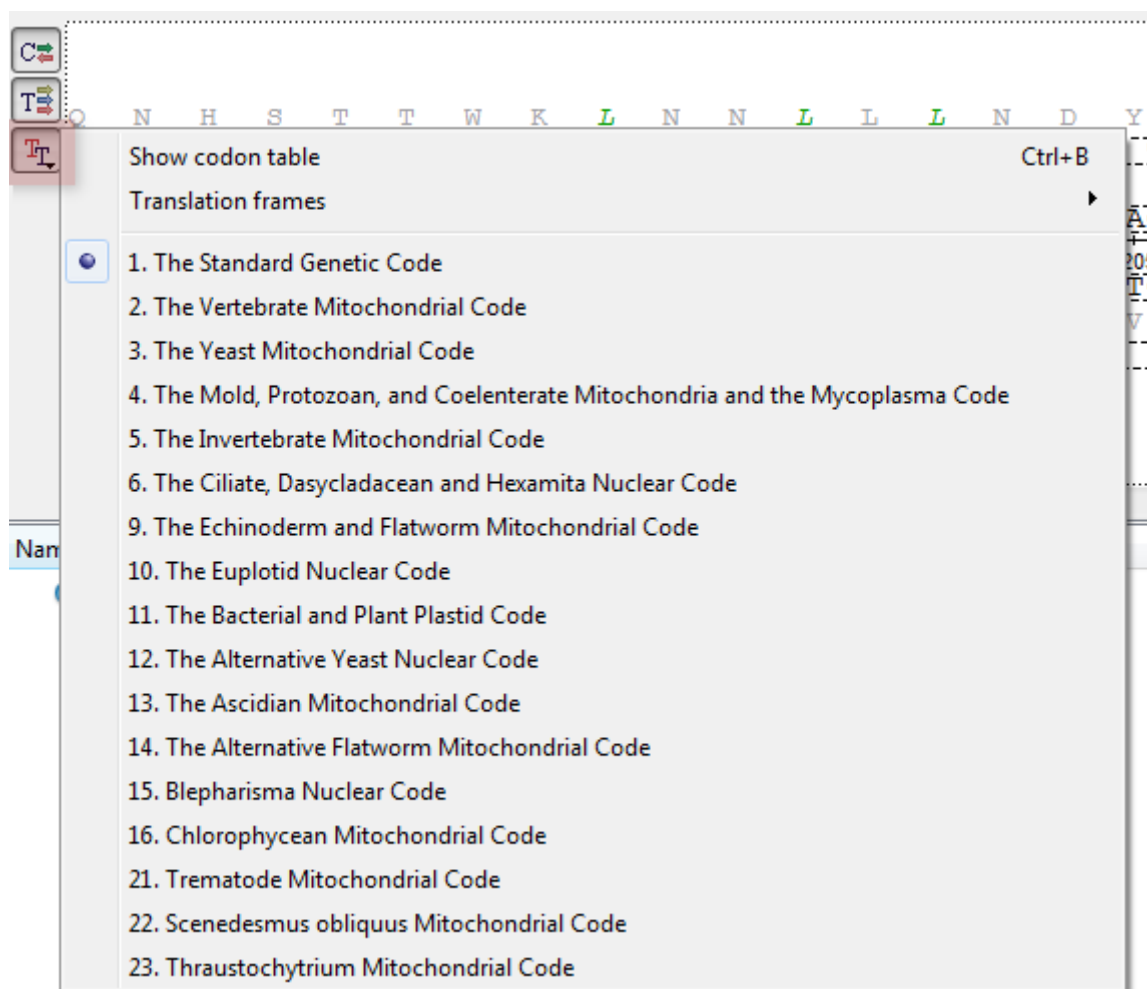 C
T
Q N H S T T W K L N N L L L N D Y
TT
Show codon table Ctrl+B
Translation frames
A
1. The Standard Genetic Code
20
2. The Vertebrate Mitochondrial Code
T
V
3. The Yeast Mitochondrial Code
4. The Mold, Protozoan, and Coelenterate Mitochondria and the Mycoplasma Code
5. The Invertebrate Mitochondrial Code
6. The Ciliate, Dasycladacean and Hexamita Nuclear Code
9. The Echinoderm and Flatworm Mitochondrial Code
Nam
10. The Euplotid Nuclear Code
11. The Bacterial and Plant Plastid Code
12. The Alternative Yeast Nuclear Code
13. The Ascidian Mitochondrial Code
14. The Alternative Flatworm Mitochondrial Code
15. Blepharisma Nuclear Code
16. Chlorophycean Mitochondrial Code
21. Trematode Mitochondrial Code
22. Scenedesmus obliquus Mitochondrial Code
23. Thraustochytrium Mitochondrial Code